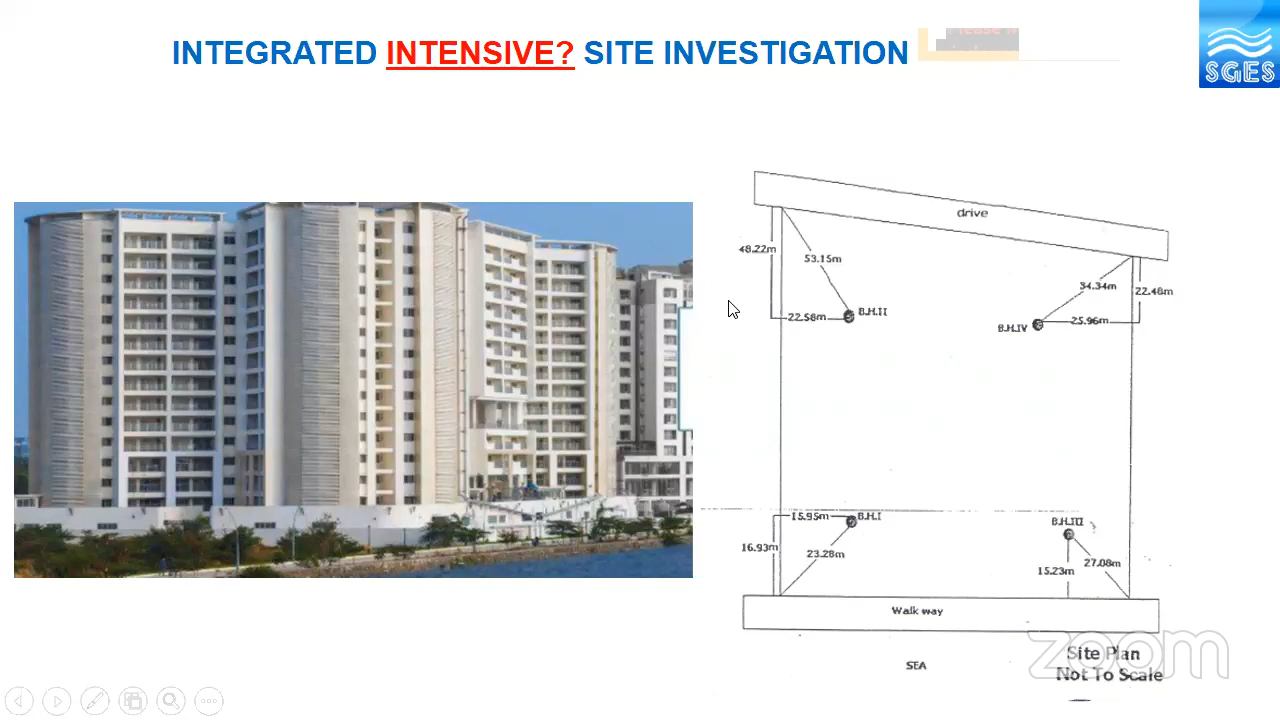 INTEGRATED INTENSIVE? SITE INVESTIGATION
SGES
drive
48.22m
53.15m
34.34m
22.48m
22.58m
B.H.II
B.H.IV
25.96m
15.95m
B.H.I
B.H.III
16.93m
23.28m
15.23m
27.08m
Walk way
SEA
Site Plan
Not To Scale
zoom